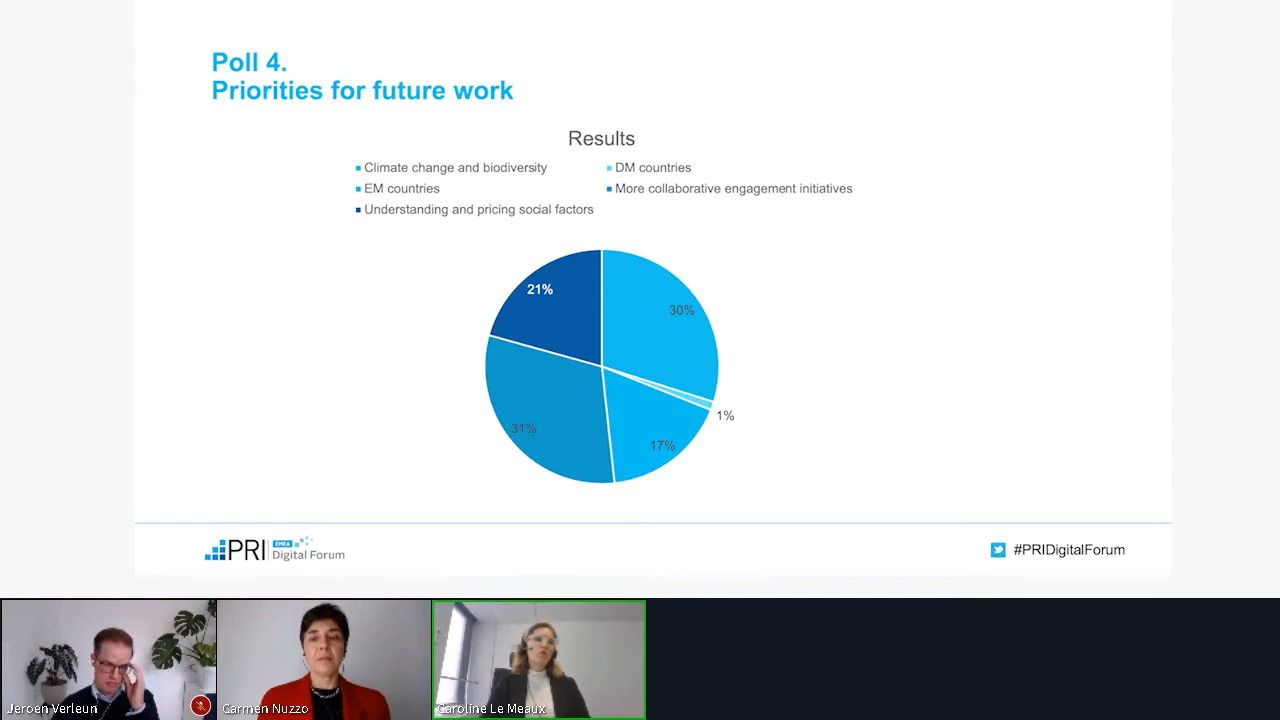 Poll 4.
Priorities for future work
Results
Climate change and biodiversity
DM countries
EM countries
More collaborative engagement initiatives
Understanding and pricing social factors
21%
30%
1%
31%
17%
PRI EMEA
Digital Forum
#PRIDigitalForum
Jeroen Verleun
Carmen Nuzzo
Caroline Le Meaux